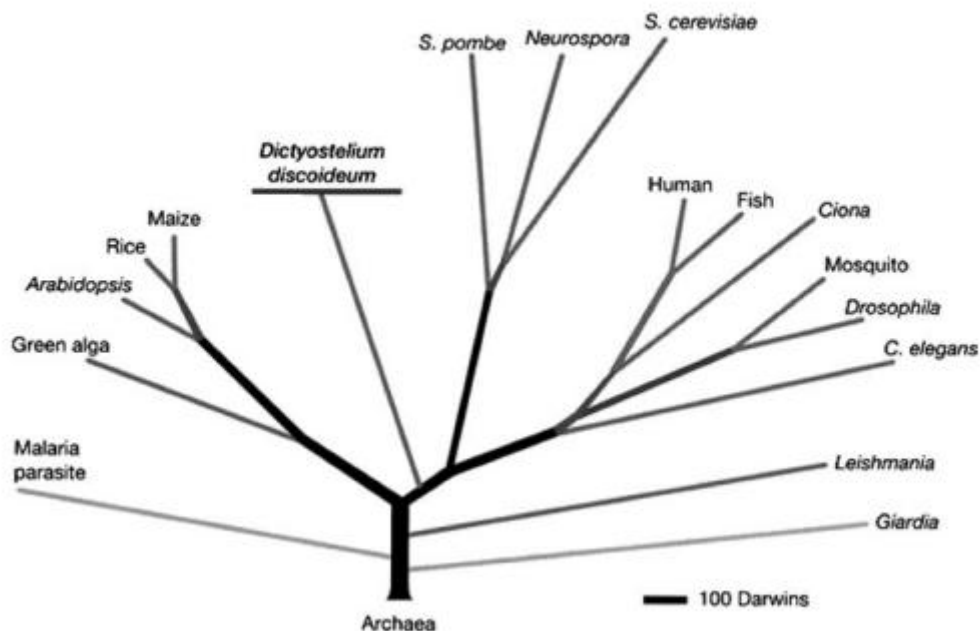 S. cerevisiae
S. pombe
Neurospora
Dictyostelium
discoideum
Human
Fish
Maize
Ciona
Rice
Mosquito
Arabidopsis
Drosophila
Green alga
C. elegans
Malaria
parasite
Leishmania
Giardia
100 Darwins
Archaea